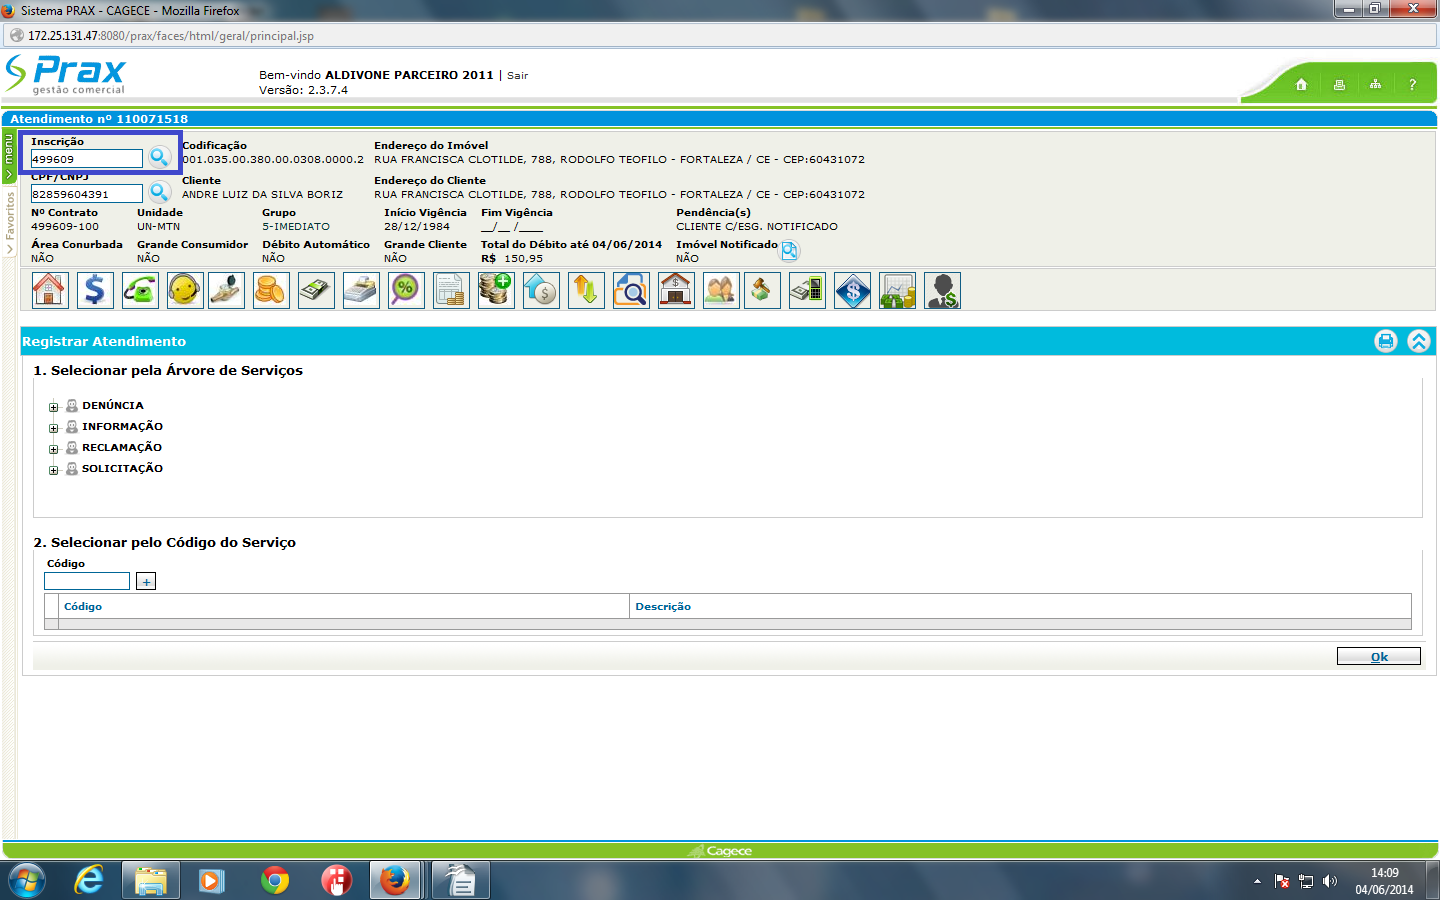 Sistema PRAX - CAGECE - Mozilla Firefox
172.25.131.47:8080/prax/faces/html/geral/principal.jsp
Prax
gestão comercial
Bem-vindo ALDIVONE PARCEIRO 2011 | Sair
Versão: 2.3.7.4
?
Atendimento nº 110071518
menu
Favoritos
Inscrição Codificação Endereço do Imóvel
499609 001.035.00.380.00.0308.0000.2 RUA FRANCISCA CLOTILDE, 788, RODOLFO TEOFILO - FORTALEZA / CE - CEP:60431072
CPF/CNPJ Cliente Endereço do Cliente
82859604391 ANDRE LUIZ DA SILVA BORIZ RUA FRANCISCA CLOTILDE, 788, RODOLFO TEOFILO - FORTALEZA / CE - CEP:60431072
Nº Contrato Unidade Grupo Início Vigência Fim Vigência Pendência(s)
499609-100 UN-MTN 5-IMEDIATO 28/12/1984 __/__ /____ CLIENTE C/ESG. NOTIFICADO
Área Conurbada Grande Consumidor Débito Automático Grande Cliente Total do Débito até 04/06/2014 Imóvel Notificado
NÃO NÃO NÃO NÃO R$ 150,95 NÃO
Registrar Atendimento
1. Selecionar pela Árvore de Serviços
DENÚNCIA
INFORMAÇÃO
RECLAMAÇÃO
SOLICITAÇÃO
2. Selecionar pelo Código do Serviço
Código
+
Código Descrição
Ok
Cagece
14:09
04/06/2014